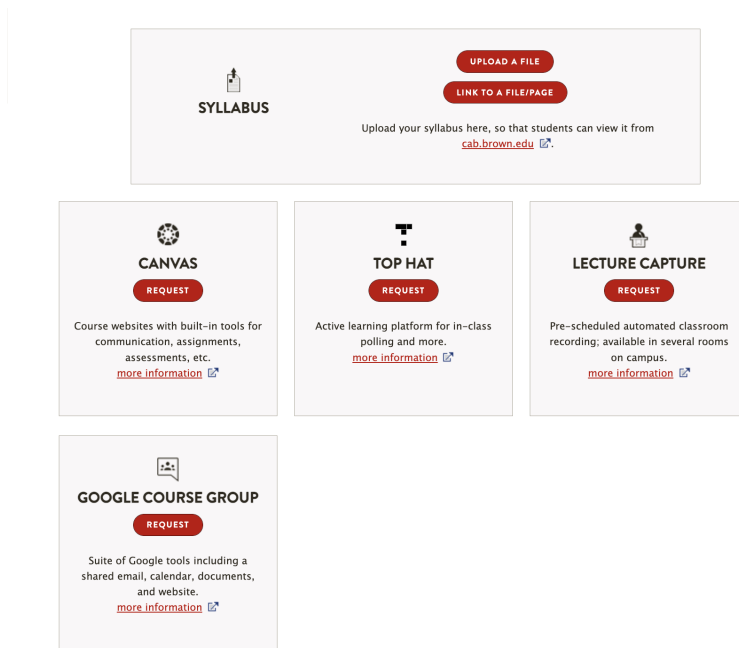 UPLOAD A FILE
LINK TO A FILE/PAGE
SYLLABUS
Upload your syllabus here, so that students can view it from
cab.brown.edu.
CANVAS
REQUEST
Course websites with built-in tools for
communication, assignments,
assessments, etc.
more information
TOP HAT
REQUEST
Active learning platform for in-class
polling and more.
more information
LECTURE CAPTURE
REQUEST
Pre-scheduled automated classroom
recording; available in several rooms
on campus.
more information
GOOGLE COURSE GROUP
REQUEST
Suite of Google tools including a
shared email, calendar, documents,
and website.
more information